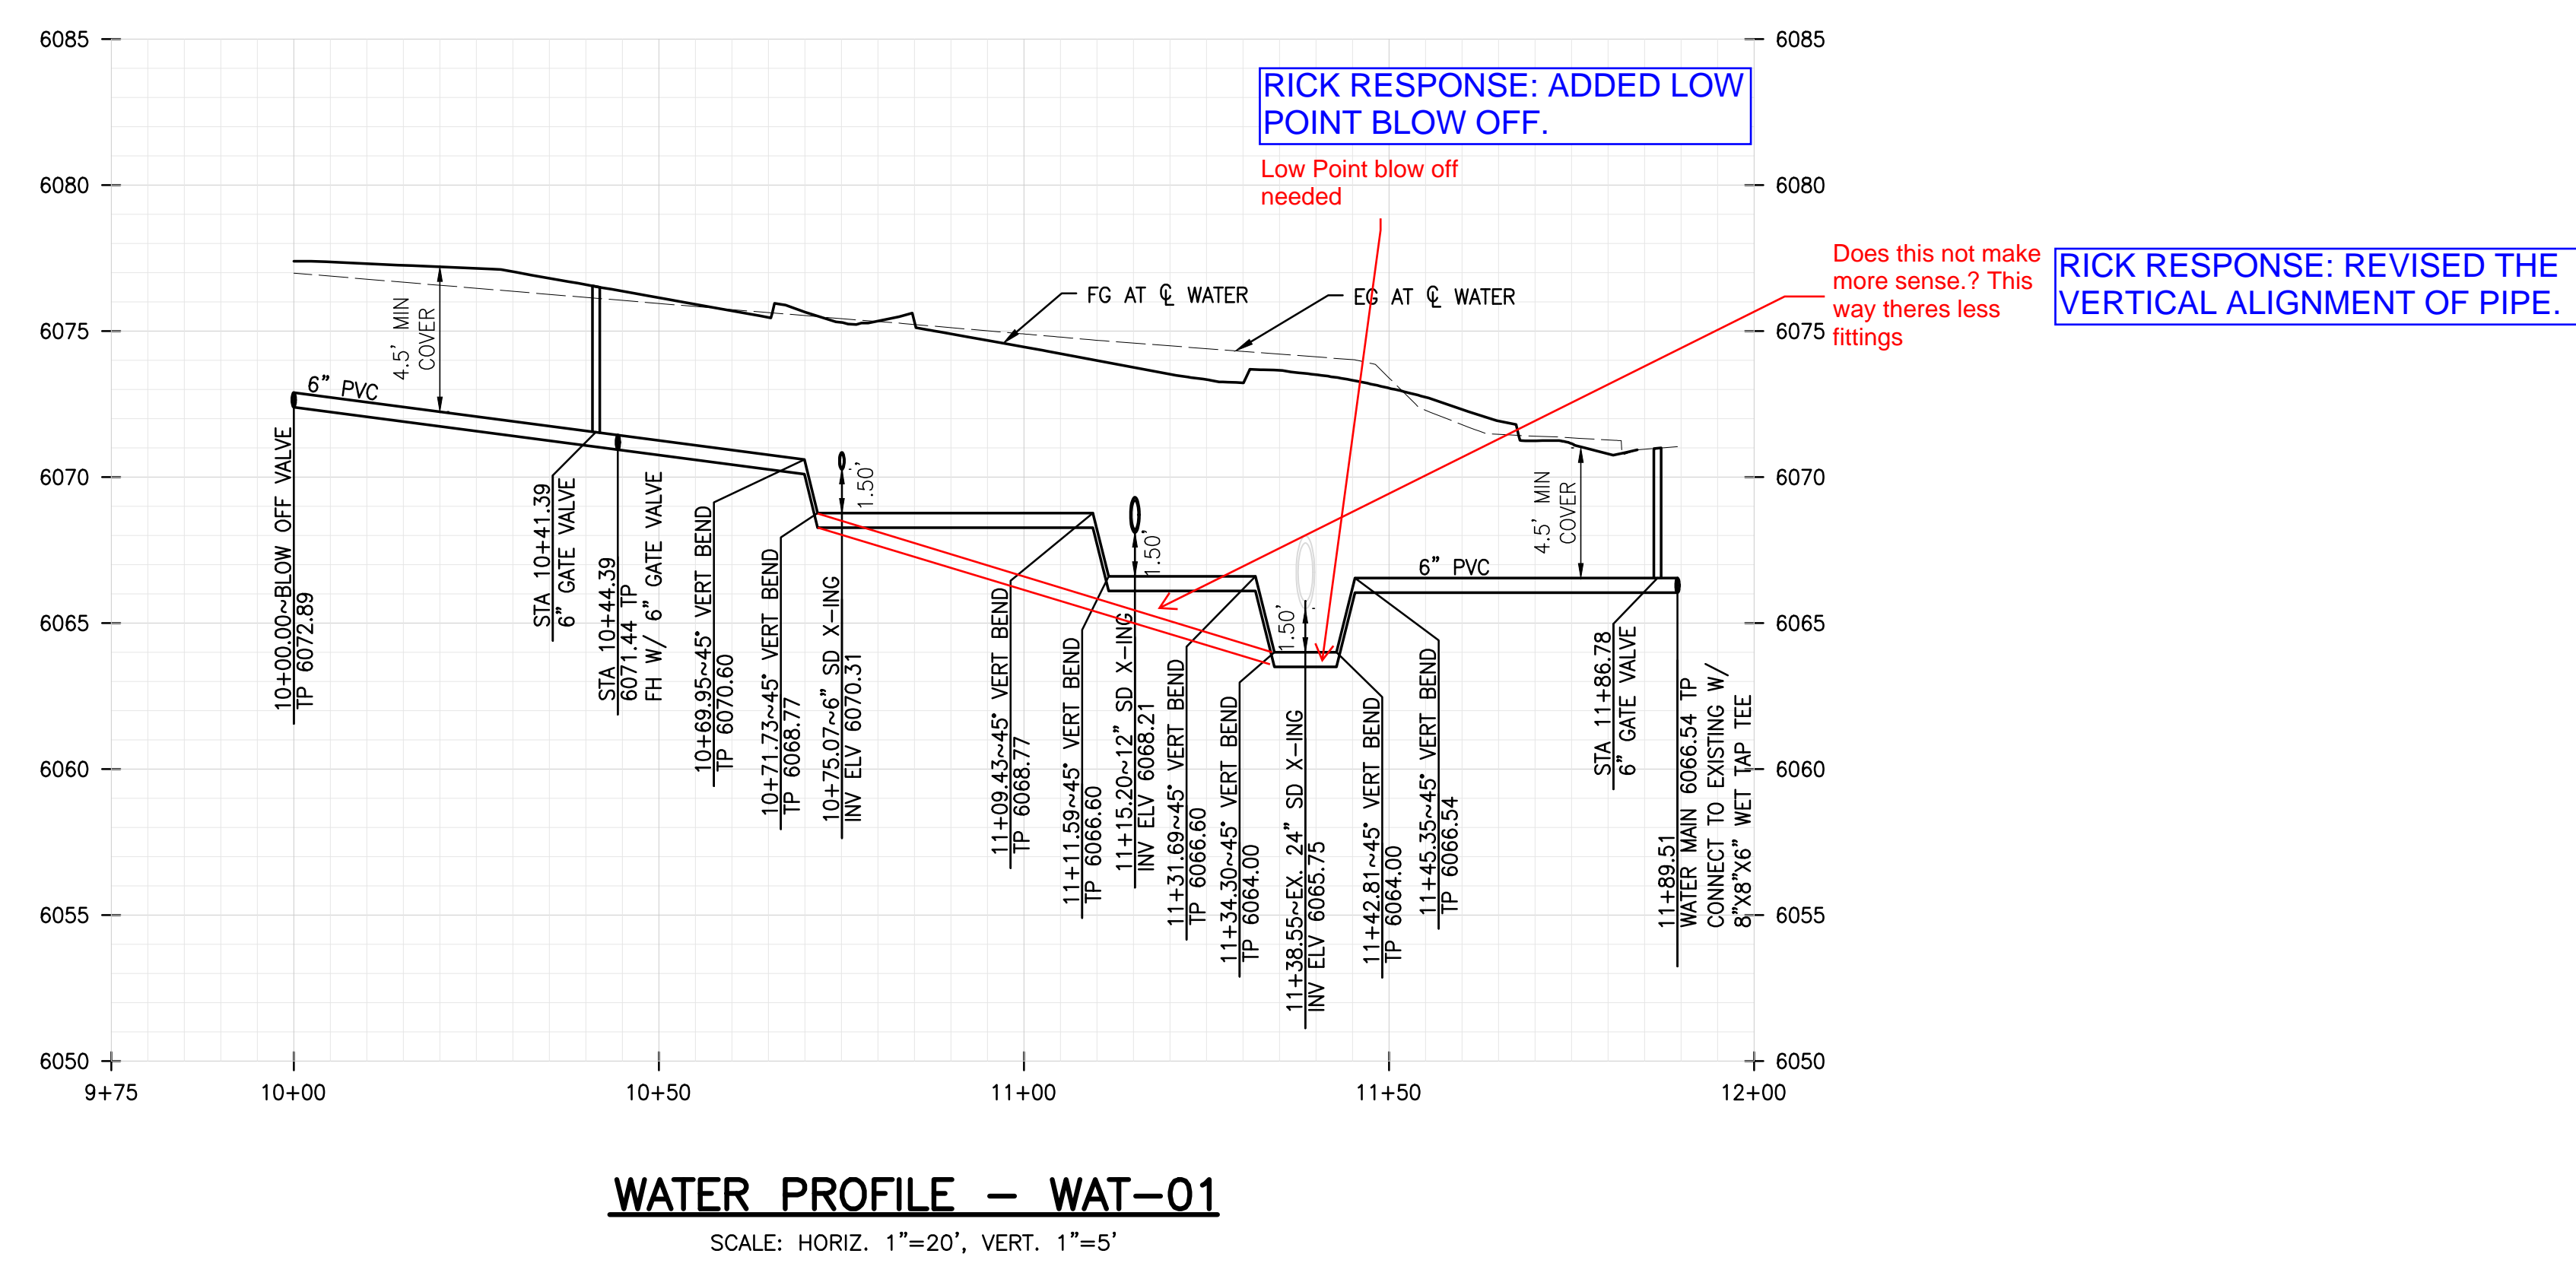 6085
6085
RICK RESPONSE: ADDED LOW
POINT BLOW OFF.
Low Point blow off
needed
6080
6080
Does this not make
more sense.? This
way theres less
fittings
RICK RESPONSE: REVISED THE
VERTICAL ALIGNMENT OF PIPE.
FG AT ℄ WATER
EG AT ℄ WATER
6075
6075
4.5' MIN
COVER
6" PVC
6070
6070
1.50'
1.50'
1.50'
4.5' MIN
COVER
6" PVC
6065
6065
10+00.00~BLOW OFF VALVE
TP 6072.89
STA 10+41.39
6" GATE VALVE
STA 10+44.39
6071.44 TP
FH W/ 6" GATE VALVE
10+69.95~45° VERT BEND
TP 6070.60
10+71.73~45° VERT BEND
TP 6068.77
10+75.07~6" SD X-ING
INV ELV 6070.31
11+09.43~45° VERT BEND
TP 6068.77
11+11.59~45° VERT BEND
TP 6066.60
11+15.20~12" SD X-ING
INV ELV 6068.21
11+31.69~45° VERT BEND
TP 6066.60
11+34.30~45° VERT BEND
TP 6064.00
11+38.55~EX. 24" SD X-ING
INV ELV 6065.75
11+42.81~45° VERT BEND
TP 6064.00
11+45.35~45° VERT BEND
TP 6066.54
STA 11+86.78
6" GATE VALVE
11+89.51
WATER MAIN 6066.54 TP
CONNECT TO EXISTING W/
8"X8"X6" WET TAP TEE
6060
6060
6055
6055
6050
6050
9+75
10+00
10+50
11+00
11+50
12+00
WATER PROFILE - WAT-01
SCALE: HORIZ. 1"=20', VERT. 1"=5'